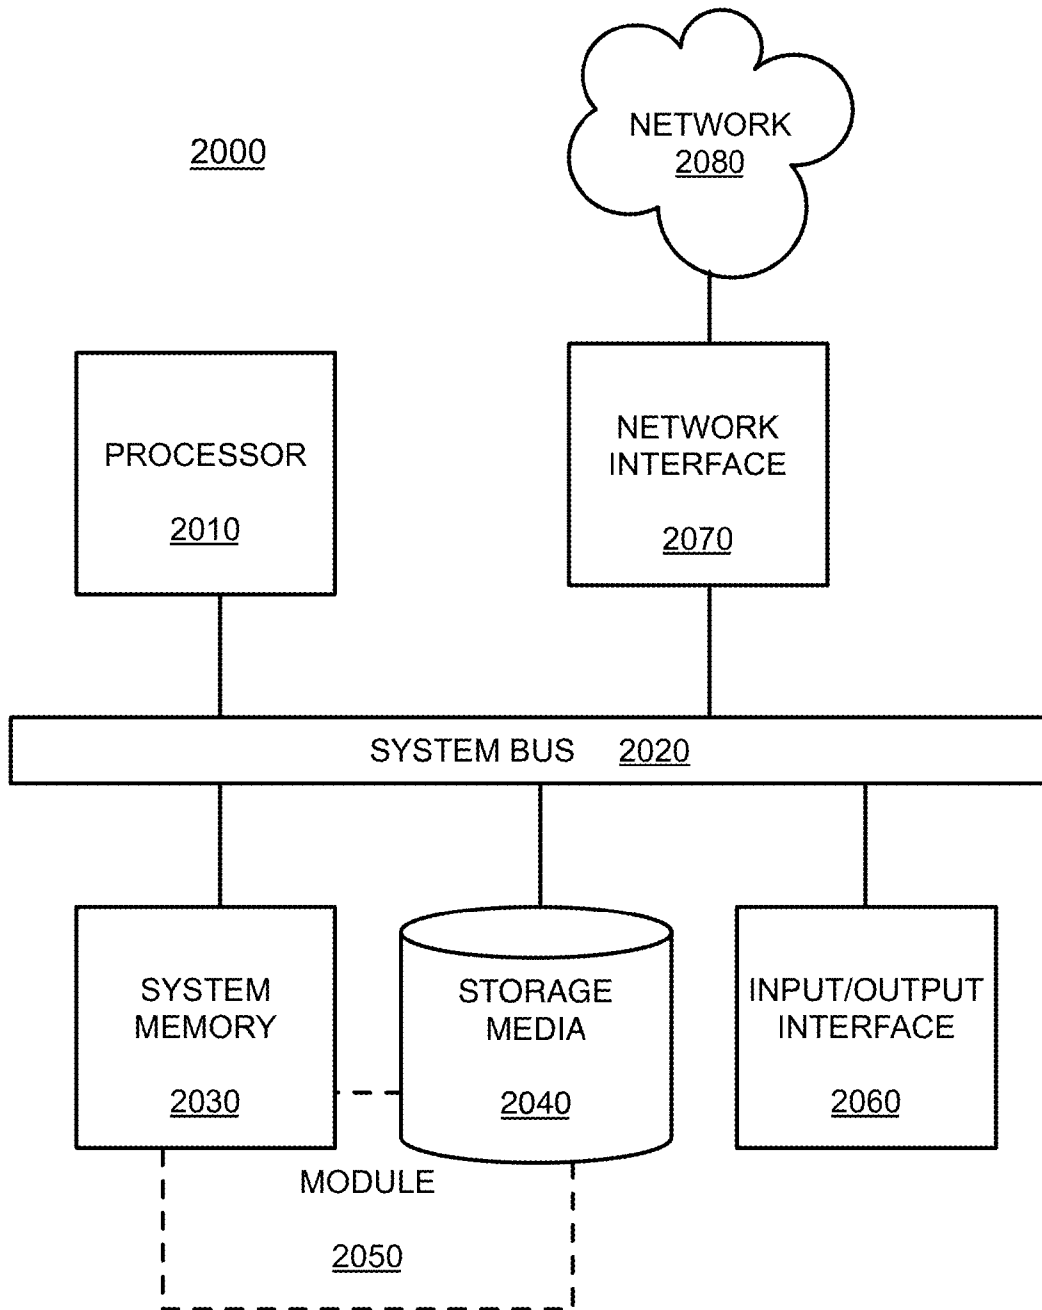 2000
NETWORK
2080
PROCESSOR
2010
NETWORK
INTERFACE
2070
SYSTEM BUS 2020
SYSTEM
MEMORY
2030
STORAGE
MEDIA
2040
INPUT/OUTPUT
INTERFACE
2060
MODULE
2050